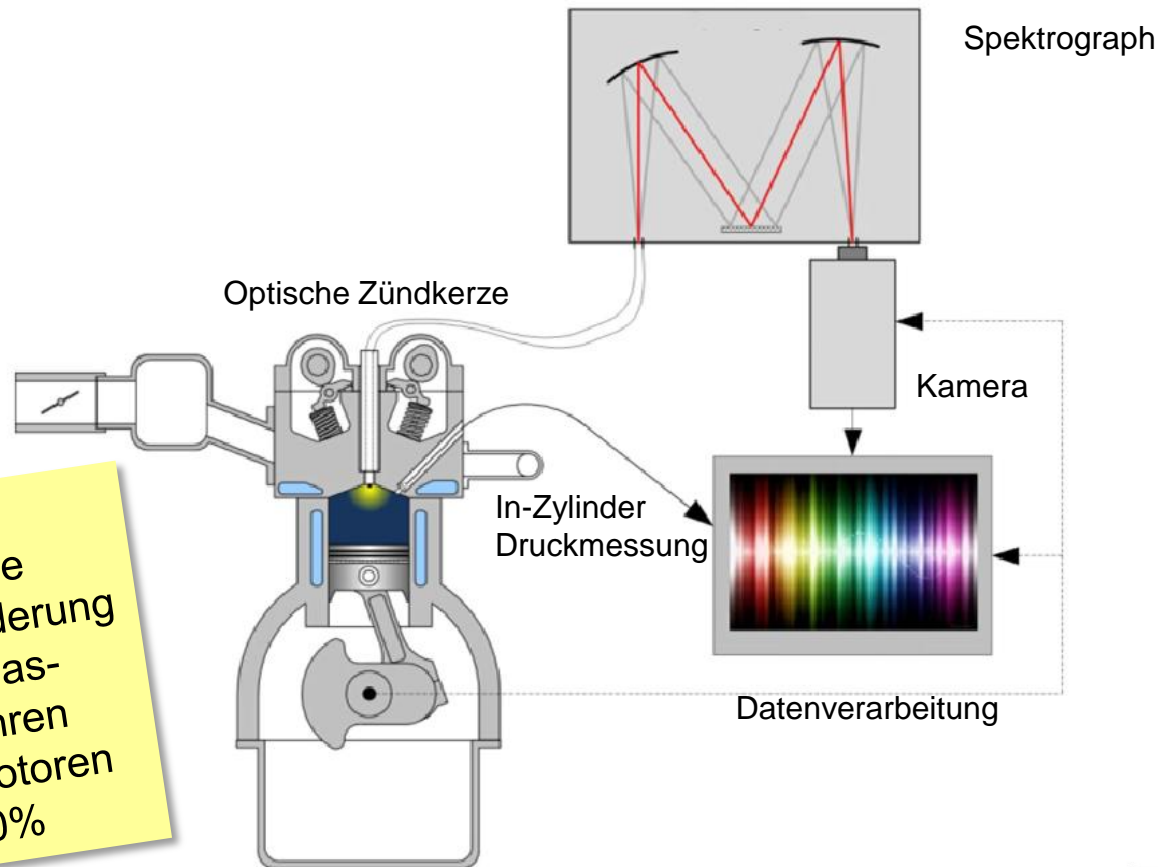 Spektrograph
Optische Zündkerze
Kamera
In-Zylinder
Druckmessung
Datenverarbeitung
e
derung
as-
hren
otoren
0%